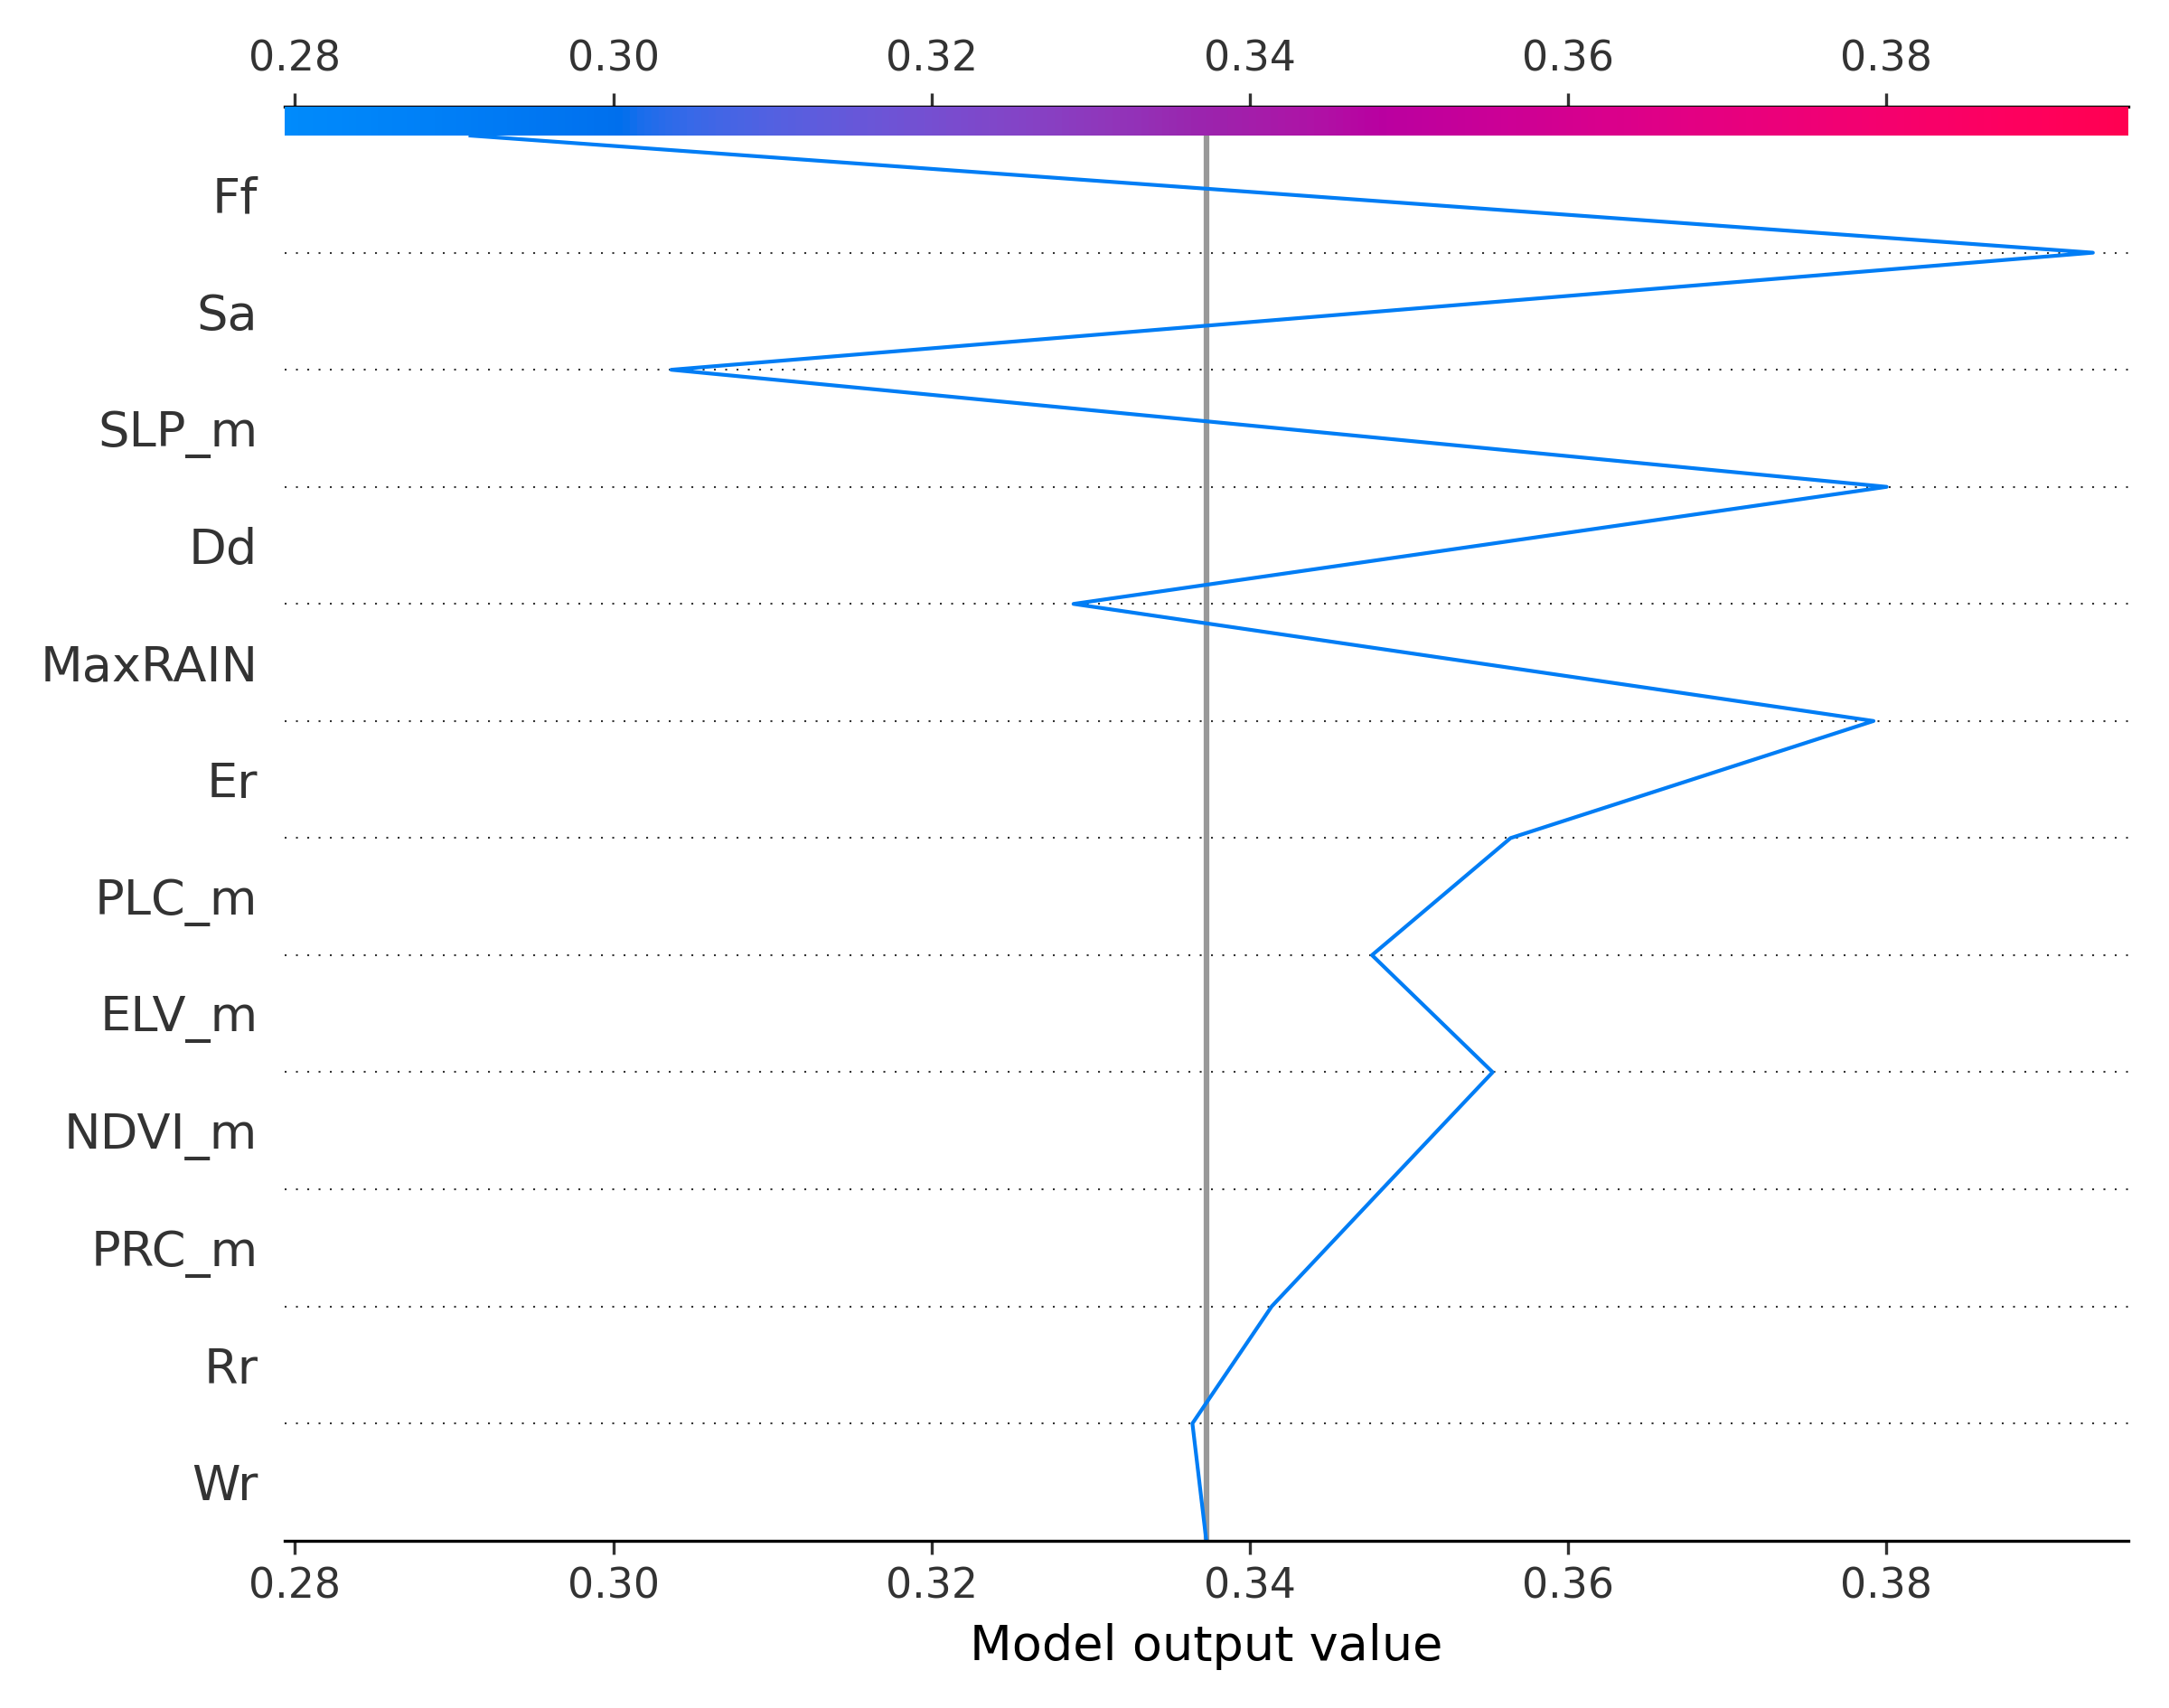 0.28 0.30 0.32 0.34 0.36 0.38
Ff
Sa
SLP_m
Dd
MaxRAIN
Er
PLC_m
ELV_m
NDVI_m
PRC_m
Rr
Wr
0.28 0.30 0.32 0.34 0.36 0.38
Model output value